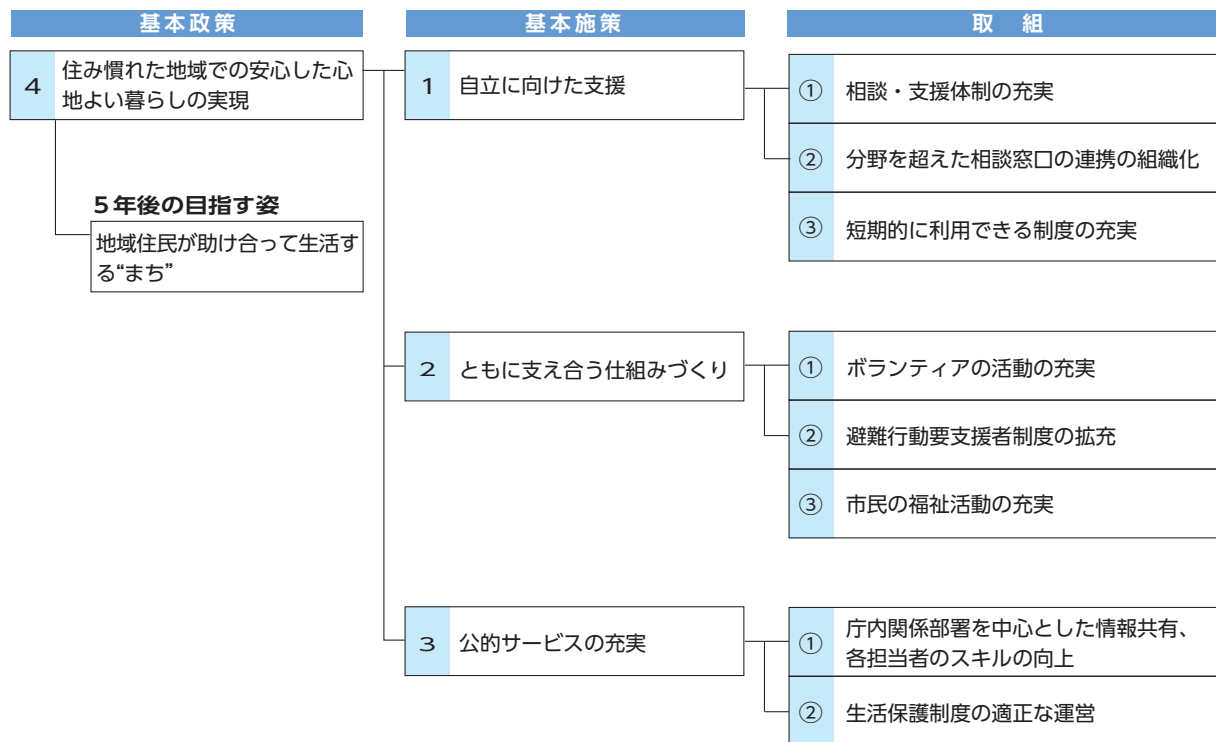 基本政策
基本施策
取 組
4
住み慣れた地域での安心した心
地よい暮らしの実現
5年後の目指す姿
地域住民が助け合って生活す
る“まち”
1
自立に向けた支援
①
相談・支援体制の充実
②
分野を超えた相談窓口の連携の組織化
③
短期的に利用できる制度の充実
2
ともに支え合う仕組みづくり
①
ボランティアの活動の充実
②
避難行動要支援者制度の拡充
③
市民の福祉活動の充実
3
公的サービスの充実
①
庁内関係部署を中心とした情報共有、
各担当者のスキルの向上
②
生活保護制度の適正な運営